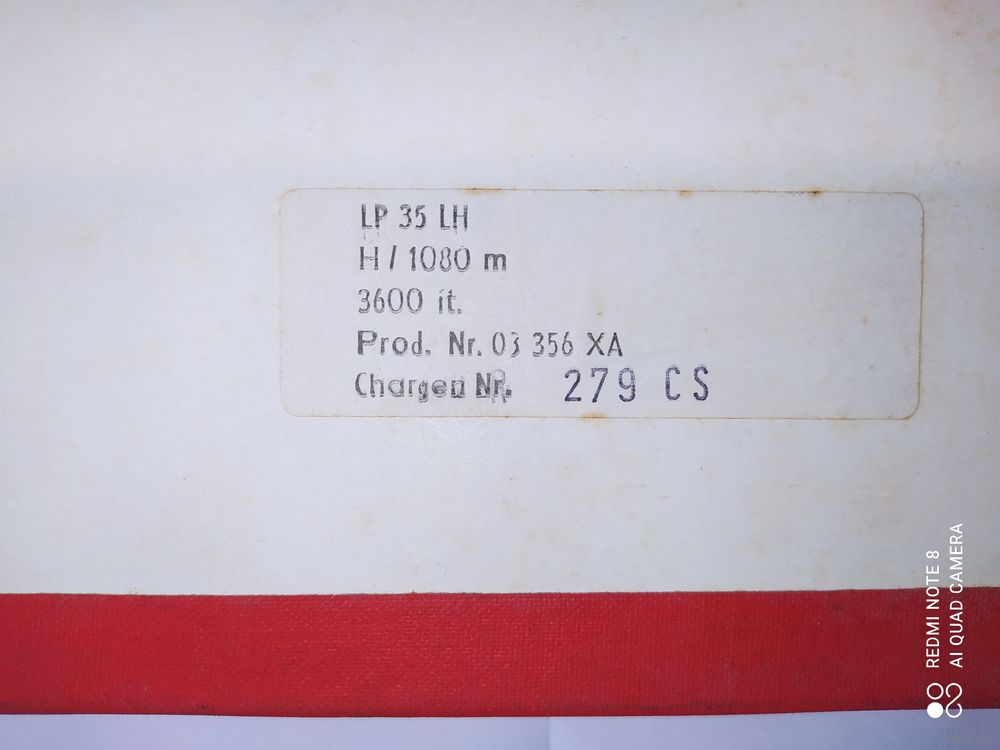 LP 35 LH
H / 1080 m
3600 ft.
Prod. Nr. 03 356 XA
Chargen Nr. 279 CS
REDMI NOTE 8
AI QUAD CAMERA